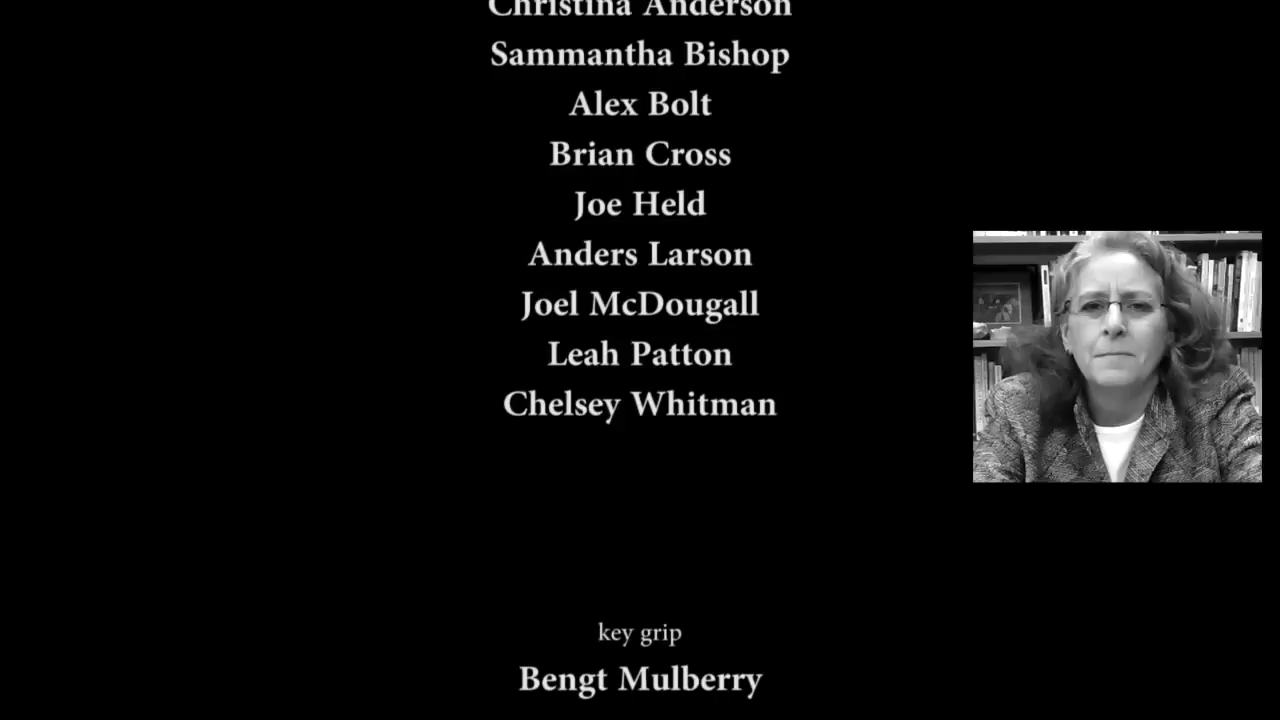 Christina Anderson
Sammantha Bishop
Alex Bolt
Brian Cross
Joe Held
Anders Larson
Joel McDougall
Leah Patton
Chelsey Whitman
key grip
Bengt Mulberry